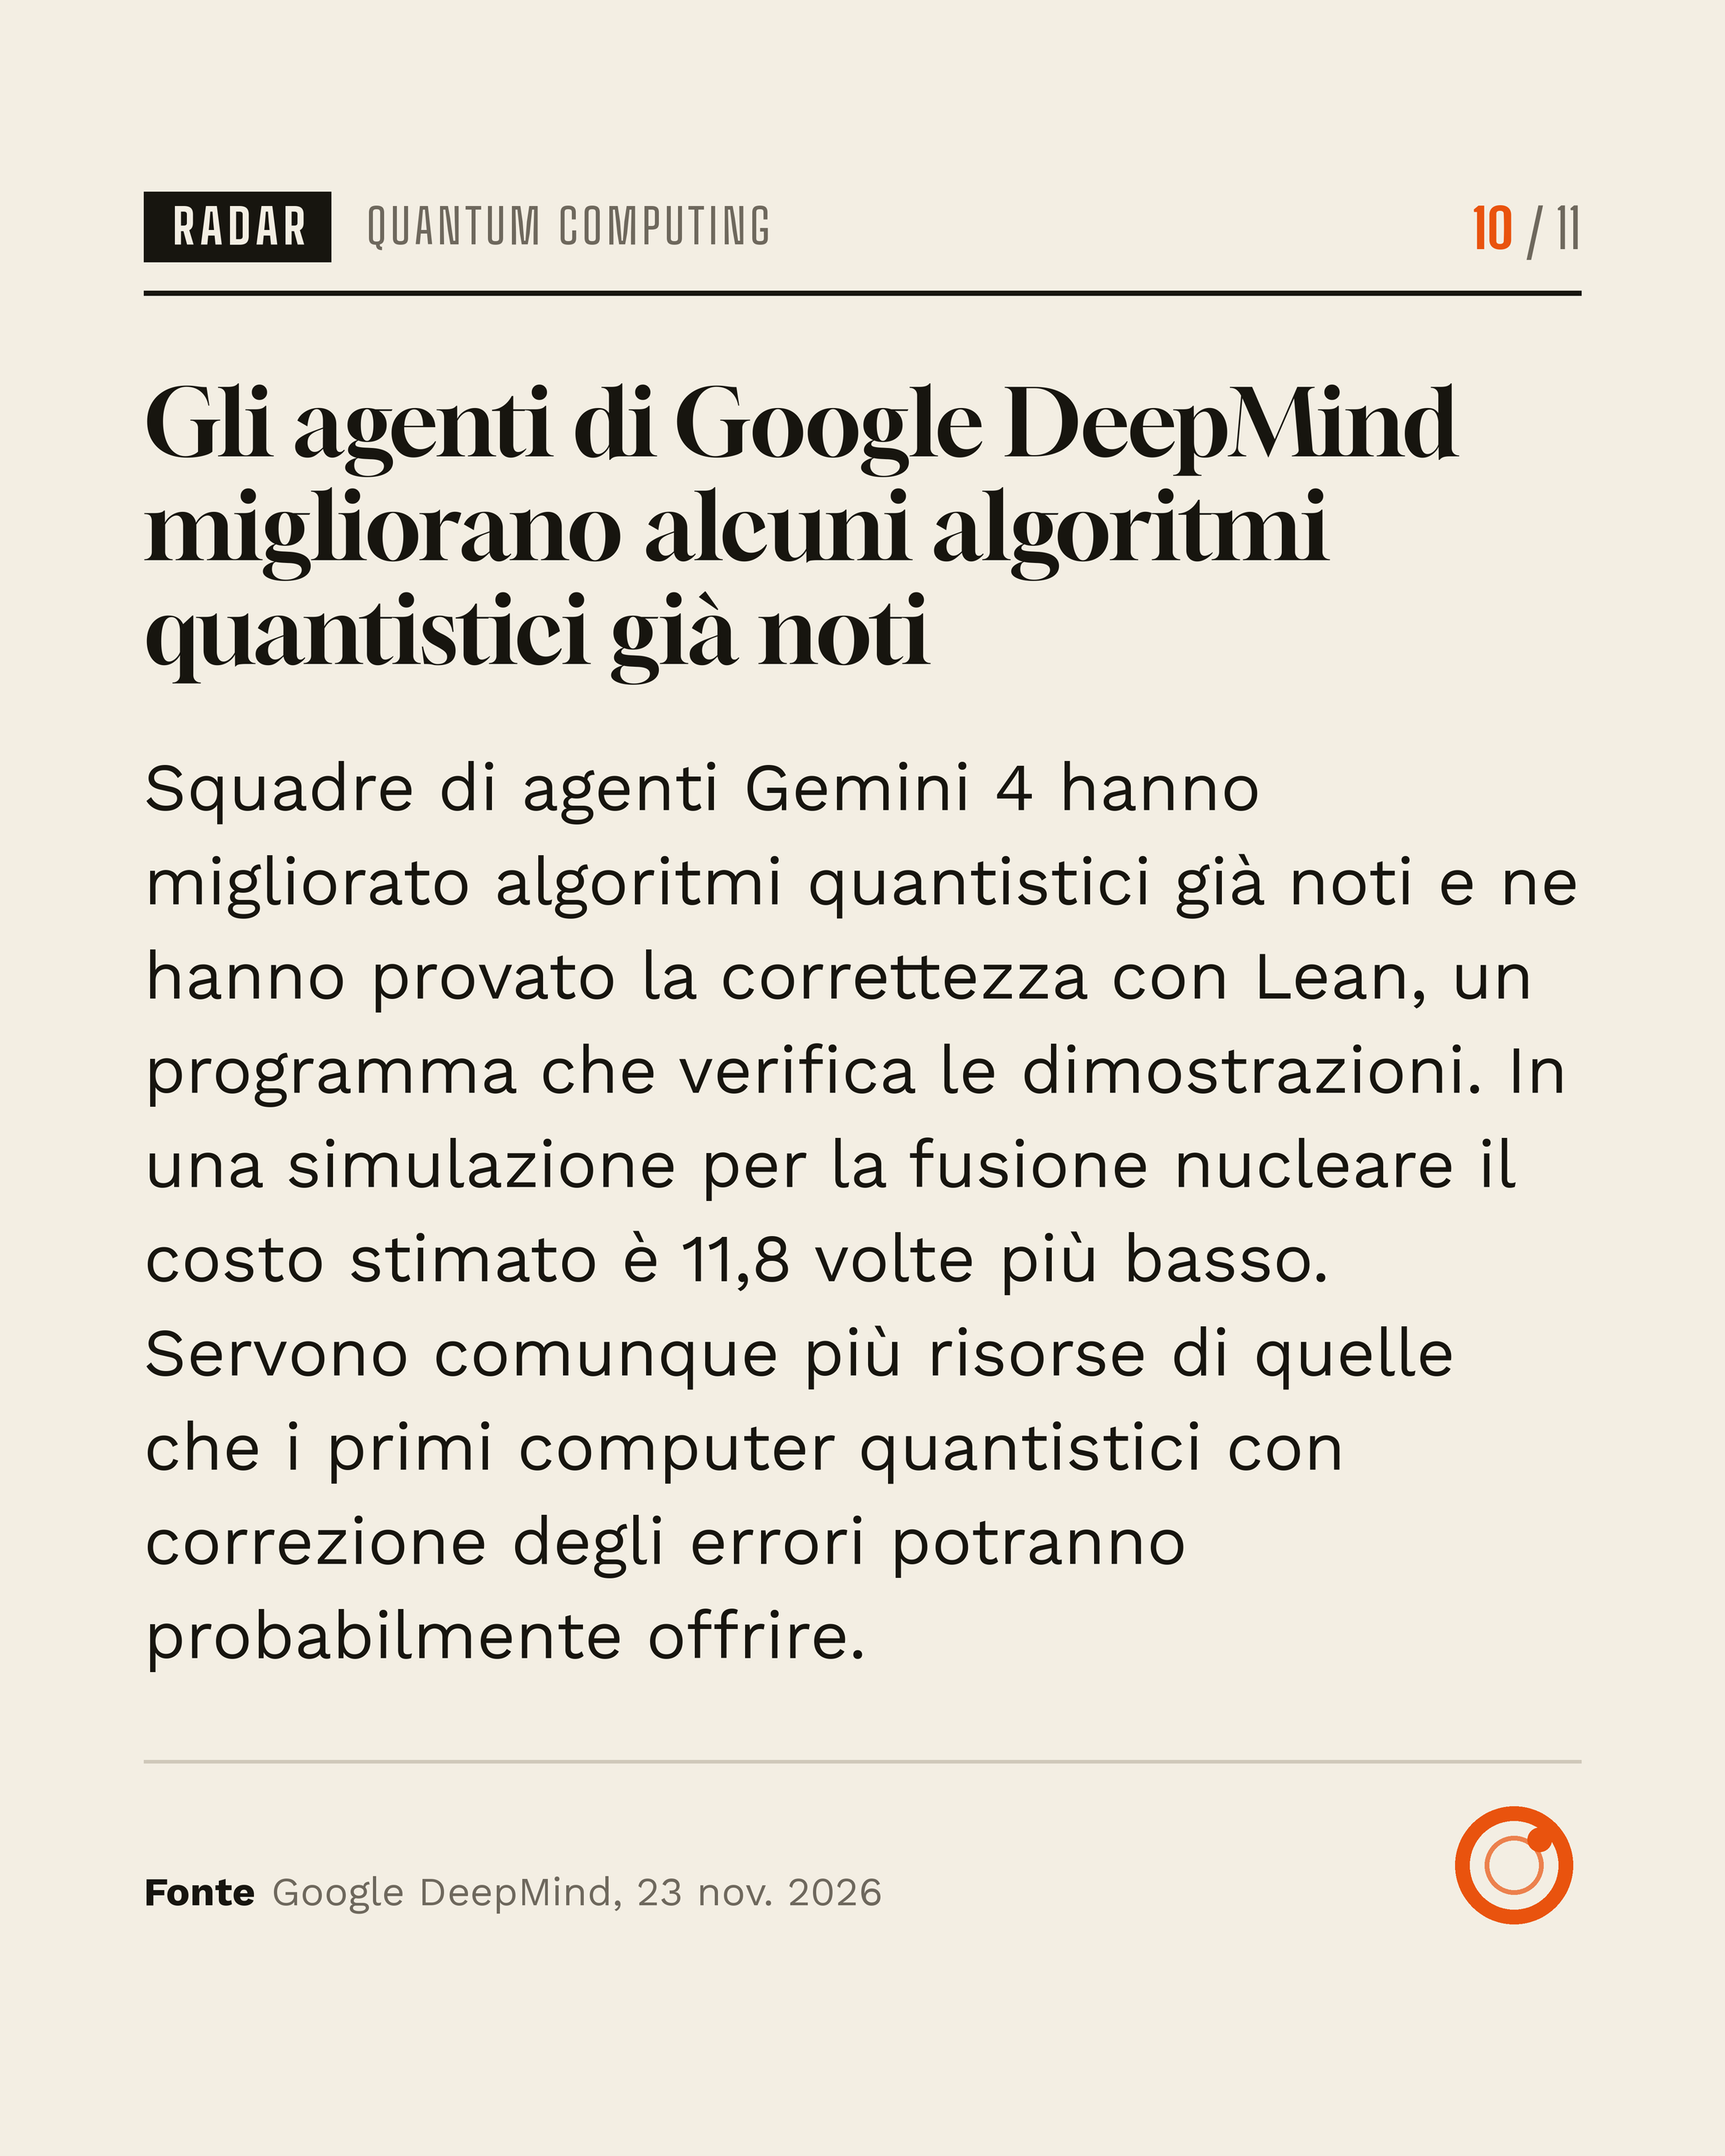 RADAR QUANTUM COMPUTING 10 / 11
Gli agenti di Google DeepMind
migliorano alcuni algoritmi
quantistici già noti
Squadre di agenti Gemini 4 hanno
migliorato algoritmi quantistici già noti e ne
hanno provato la correttezza con Lean, un
programma che verifica le dimostrazioni. In
una simulazione per la fusione nucleare il
costo stimato è 11,8 volte più basso.
Servono comunque più risorse di quelle
che i primi computer quantistici con
correzione degli errori potranno
probabilmente offrire.
Fonte Google DeepMind, 23 nov. 2026